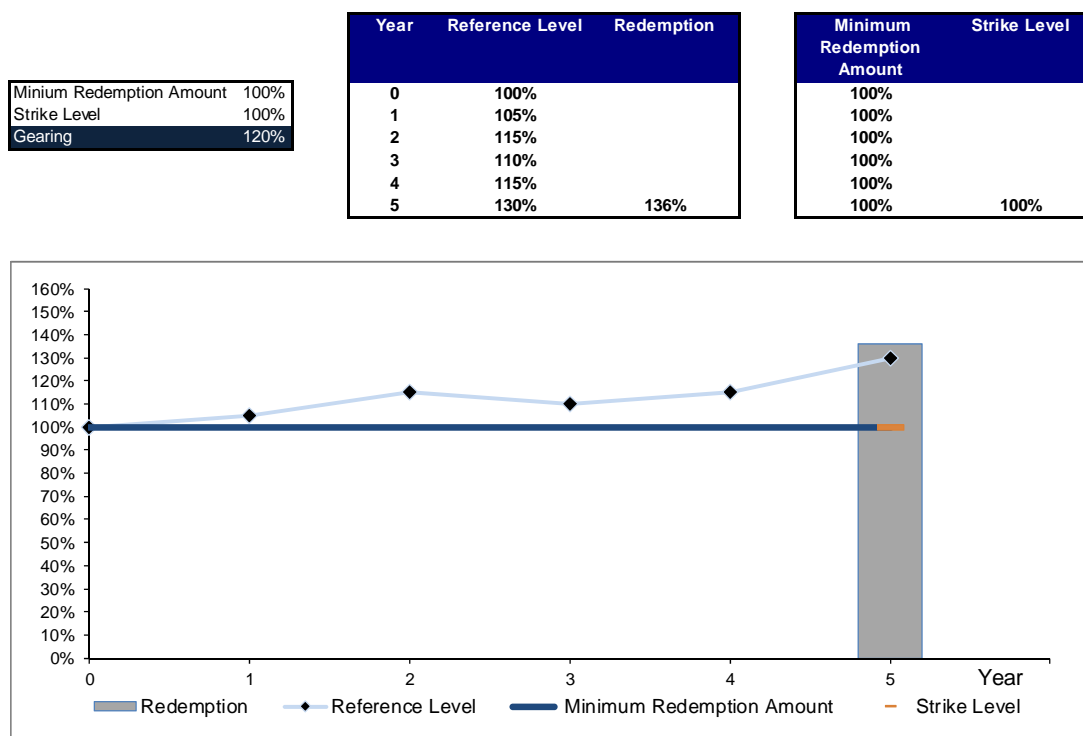 Minium Redemption Amount 100%
Strike Level 100%
Gearing 120%
Year Reference Level Redemption
0 100%
1 105%
2 115%
3 110%
4 115%
5 130% 136%
Minimum Strike Level
Redemption
Amount
100%
100%
100%
100%
100%
100% 100%
160%
150%
140%
130%
120%
110%
100%
90%
80%
70%
60%
50%
40%
30%
20%
10%
0%
0 1 2 3 4 5 Year
Redemption Reference Level Minimum Redemption Amount Strike Level